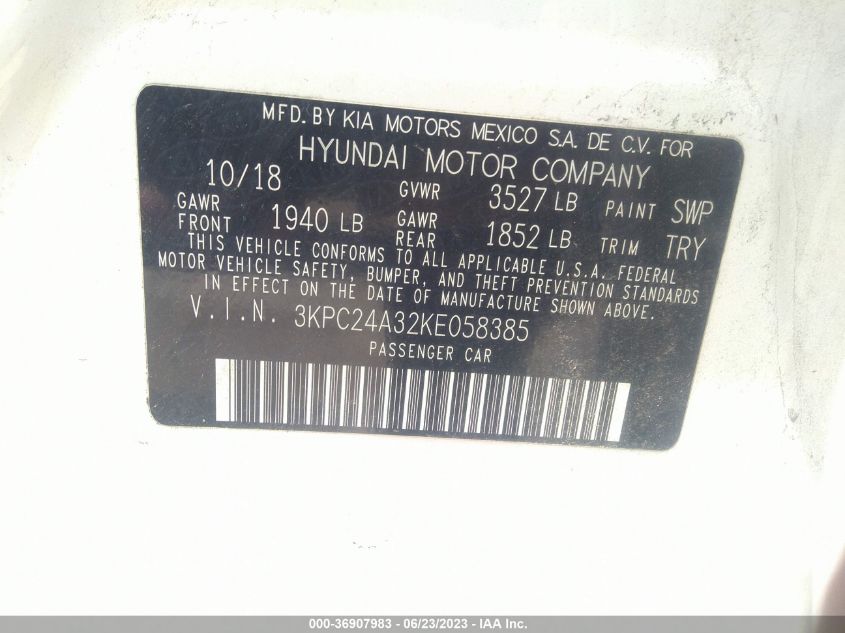 MFD. BY KIA MOTORS MEXICO S.A. DE C.V. FOR
HYUNDAI MOTOR COMPANY
10/18 GVWR 3527 LB PAINT SWP
GAWR FRONT 1940 LB GAWR REAR 1852 LB TRIM TRY
THIS VEHICLE CONFORMS TO ALL APPLICABLE U.S.A. FEDERAL
MOTOR VEHICLE SAFETY, BUMPER, AND THEFT PREVENTION STANDARDS
IN EFFECT ON THE DATE OF MANUFACTURE SHOWN ABOVE.
V.I.N. 3KPC24A32KE058385
PASSENGER CAR
000-36907983 - 06/23/2023 - IAA Inc.